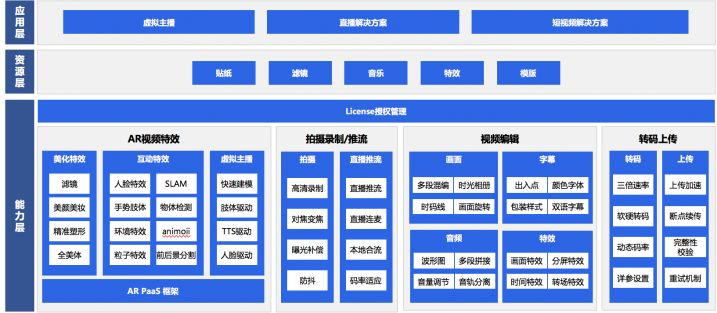 应用层
虚拟主播
直播解决方案
短视频解决方案
资源层
贴纸
滤镜
音乐
特效
模版
能力层
License授权管理
AR视频特效
美化特效
滤镜
美颜美妆
精准塑形
全美体
互动特效
人脸特效
SLAM
手势肢体
物体检测
环境特效
animoji
粒子特效
前后景分割
虚拟主播
快速建模
肢体驱动
TTS驱动
人脸驱动
AR PaaS 框架
拍摄录制/推流
拍摄
高清录制
对焦变焦
曝光补偿
防抖
直播推流
直播推流
直播连麦
本地合流
码率适应
视频编辑
画面
多段混编
时光相册
时码线
画面旋转
字幕
出入点
颜色字体
包装样式
双语字幕
音频
波形图
多段拼接
音量调节
音轨分离
特效
画面特效
分屏特效
时间特效
转场特效
转码上传
转码
三倍速率
软硬转码
动态码率
详参设置
上传
上传加速
断点续传
完整性
校验
重试机制